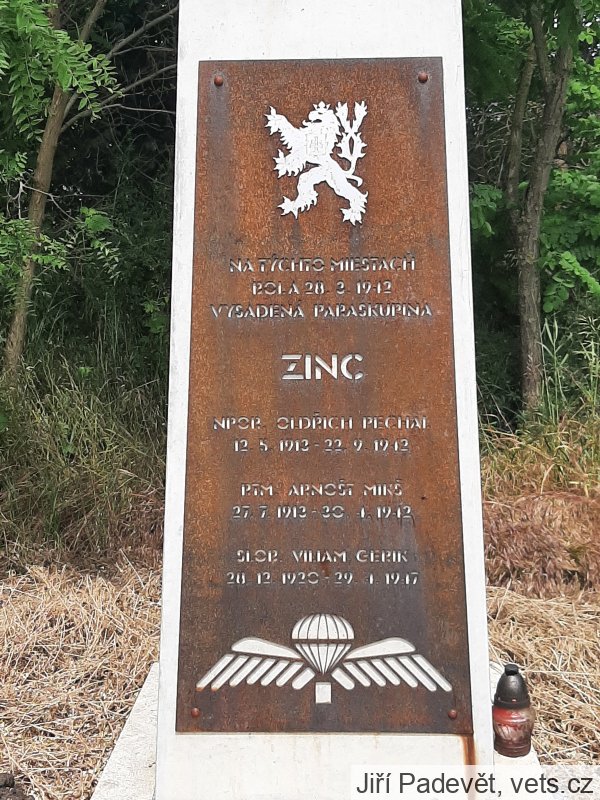 NA TÝCHTO MIESTACH
BOLA 28. 3. 1942
VYSADENÁ PARASKUPINA
ZINC
NPOR. OLDŘICH PECHAL
12. 5. 1913 - 22. 9. 1942
RTM. ARNOŠT MIKŠ
27. 7. 1913 - 30. 4. 1942
SLOB. VILIAM GERIK
28. 12. 1920 - 29. 4. 1947
Jiří Padevět, vets.cz